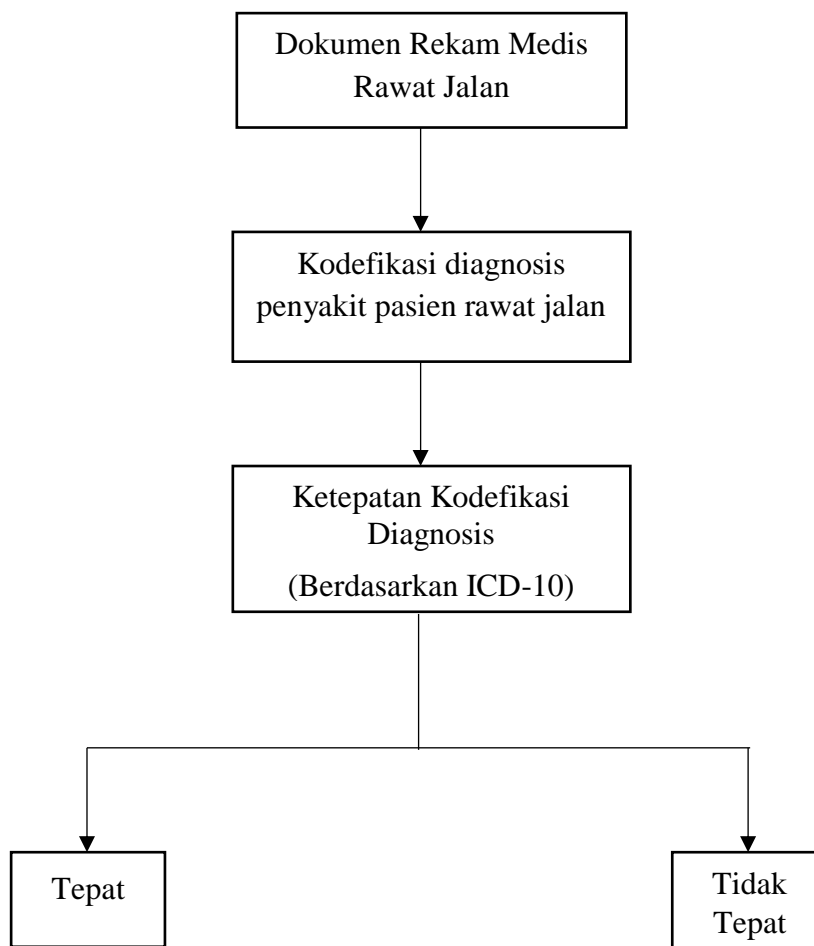 Dokumen Rekam Medis
Rawat Jalan
Kodefikasi diagnosis
penyakit pasien rawat jalan
Ketepatan Kodefikasi
Diagnosis
(Berdasarkan ICD-10)
Tepat
Tidak
Tepat